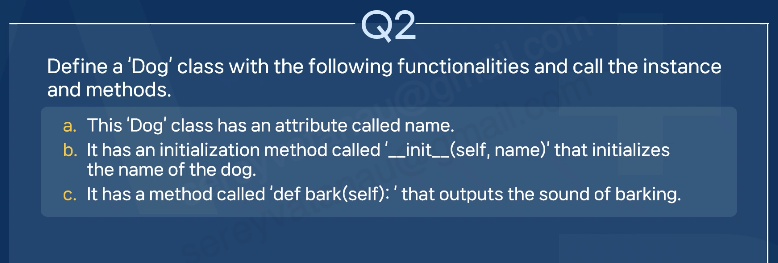 Q2
Define a 'Dog' class with the following functionalities and call the instance
and methods.
a. This 'Dog' class has an attribute called name.
b. It has an initialization method called '__init__(self, name)' that initializes
the name of the dog.
c. It has a method called 'def bark(self): ' that outputs the sound of barking.